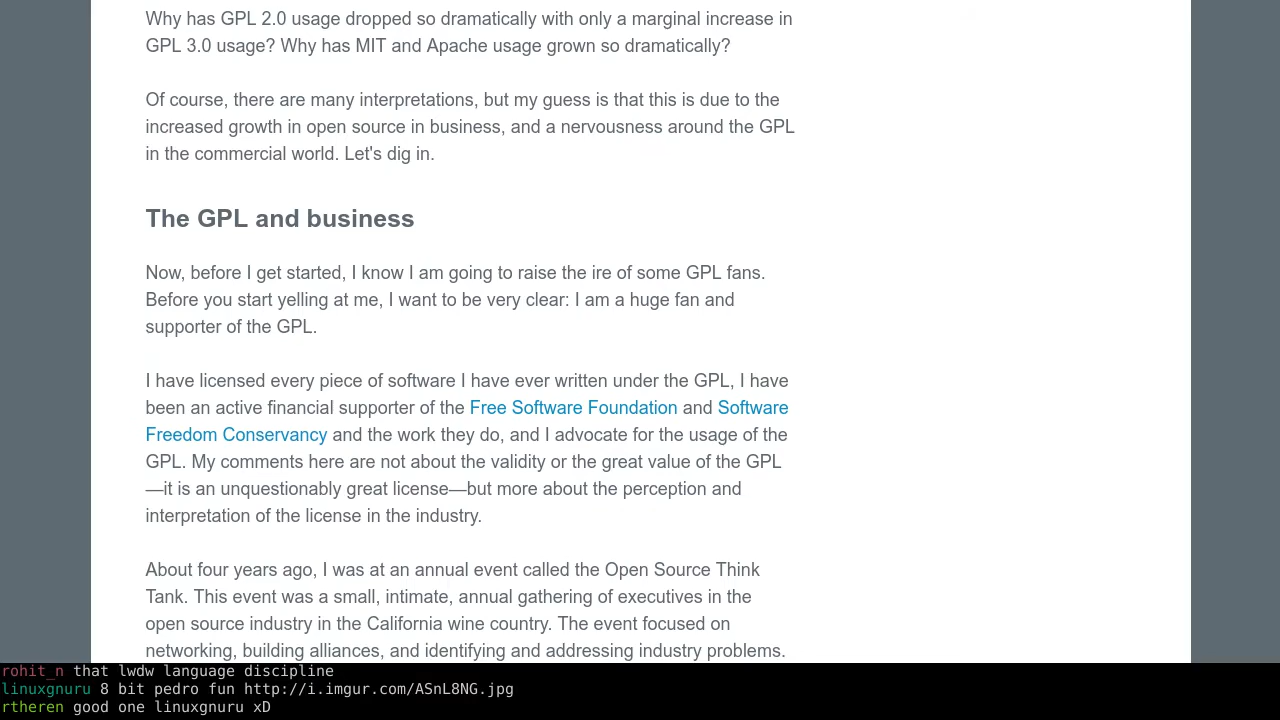 Why has GPL 2.0 usage dropped so dramatically with only a marginal increase in
GPL 3.0 usage? Why has MIT and Apache usage grown so dramatically?
Of course, there are many interpretations, but my guess is that this is due to the
increased growth in open source in business, and a nervousness around the GPL
in the commercial world. Let's dig in.
The GPL and business
Now, before I get started, I know I am going to raise the ire of some GPL fans.
Before you start yelling at me, I want to be very clear: I am a huge fan and
supporter of the GPL.
I have licensed every piece of software I have ever written under the GPL, I have
been an active financial supporter of the Free Software Foundation and Software
Freedom Conservancy and the work they do, and I advocate for the usage of the
GPL. My comments here are not about the validity or the great value of the GPL
—it is an unquestionably great license—but more about the perception and
interpretation of the license in the industry.
About four years ago, I was at an annual event called the Open Source Think
Tank. This event was a small, intimate, annual gathering of executives in the
open source industry in the California wine country. The event focused on
networking, building alliances, and identifying and addressing industry problems.
rohit_n that lwdw language discipline
linuxgnuru 8 bit pedro fun http://i.imgur.com/ASnL8NG.jpg
rtheren good one linuxgnuru xD